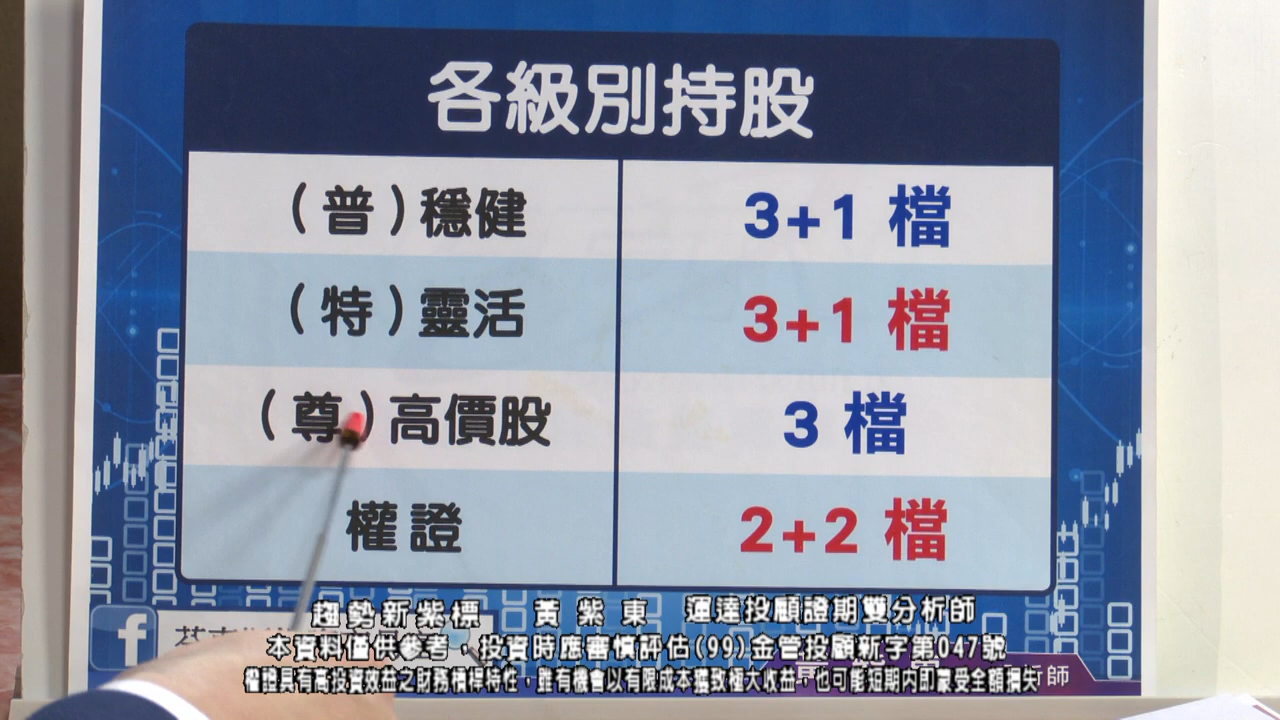 各級別持股
（普）穩健 3+1 檔
（特）靈活 3+1 檔
（尊）高價股 3 檔
權證 2+2 檔
趨勢新紫標 黃紫東 運達投顧證期雙分析師
本資料僅供參考，投資時應審慎評估(99)金管投顧新字第047號
權證具有高投資效益之財務槓桿特性，雖有機會以有限成本獲致極大收益，也可能短期內即蒙受全額損失
析師